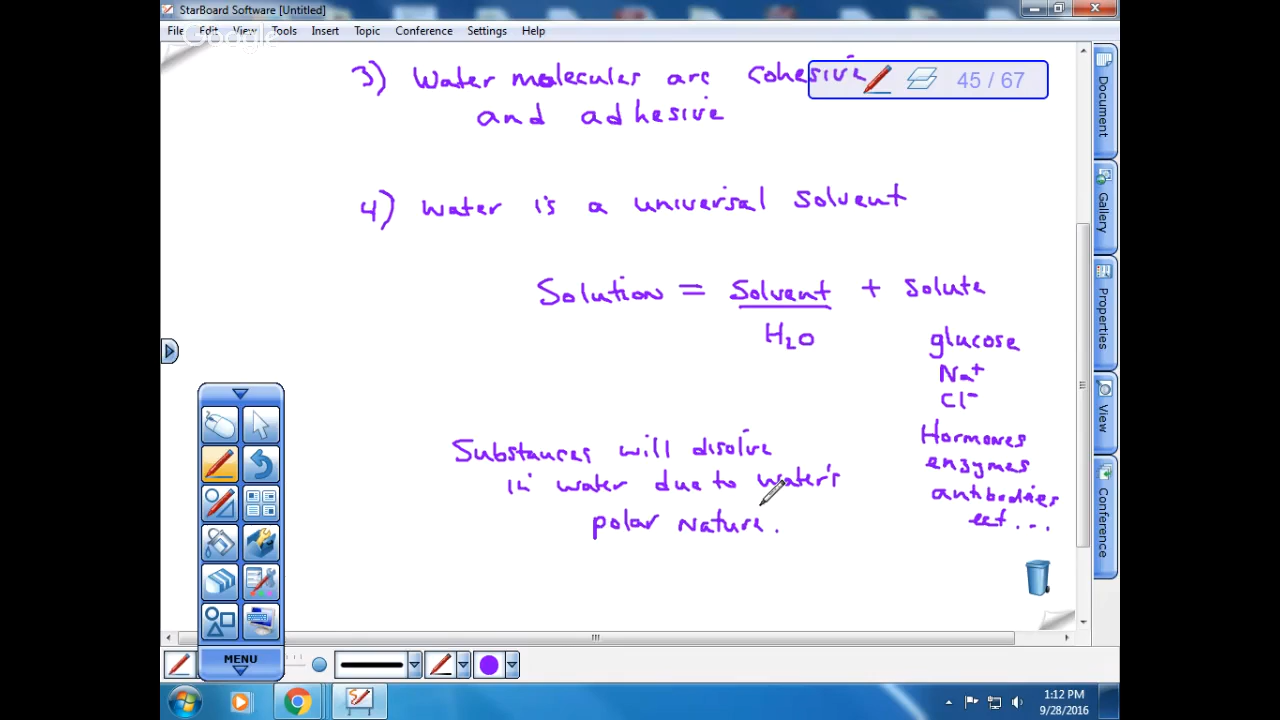 StarBoard Software [Untitled]
File Edit View Tools Insert Topic Conference Settings Help
Google
3) Water molecules are cohesive
45 / 67
and adhesive
4) Water is a universal solvent
Solution = Solvent + Solute
H₂O
glucose
Na⁺
Cl⁻
Hormones
enzymes
antibodies
ect...
Substances will disolve
in water due to water's
polar nature.
Document
Gallery
Properties
View
Conference
MENU
1:12 PM
9/28/2016